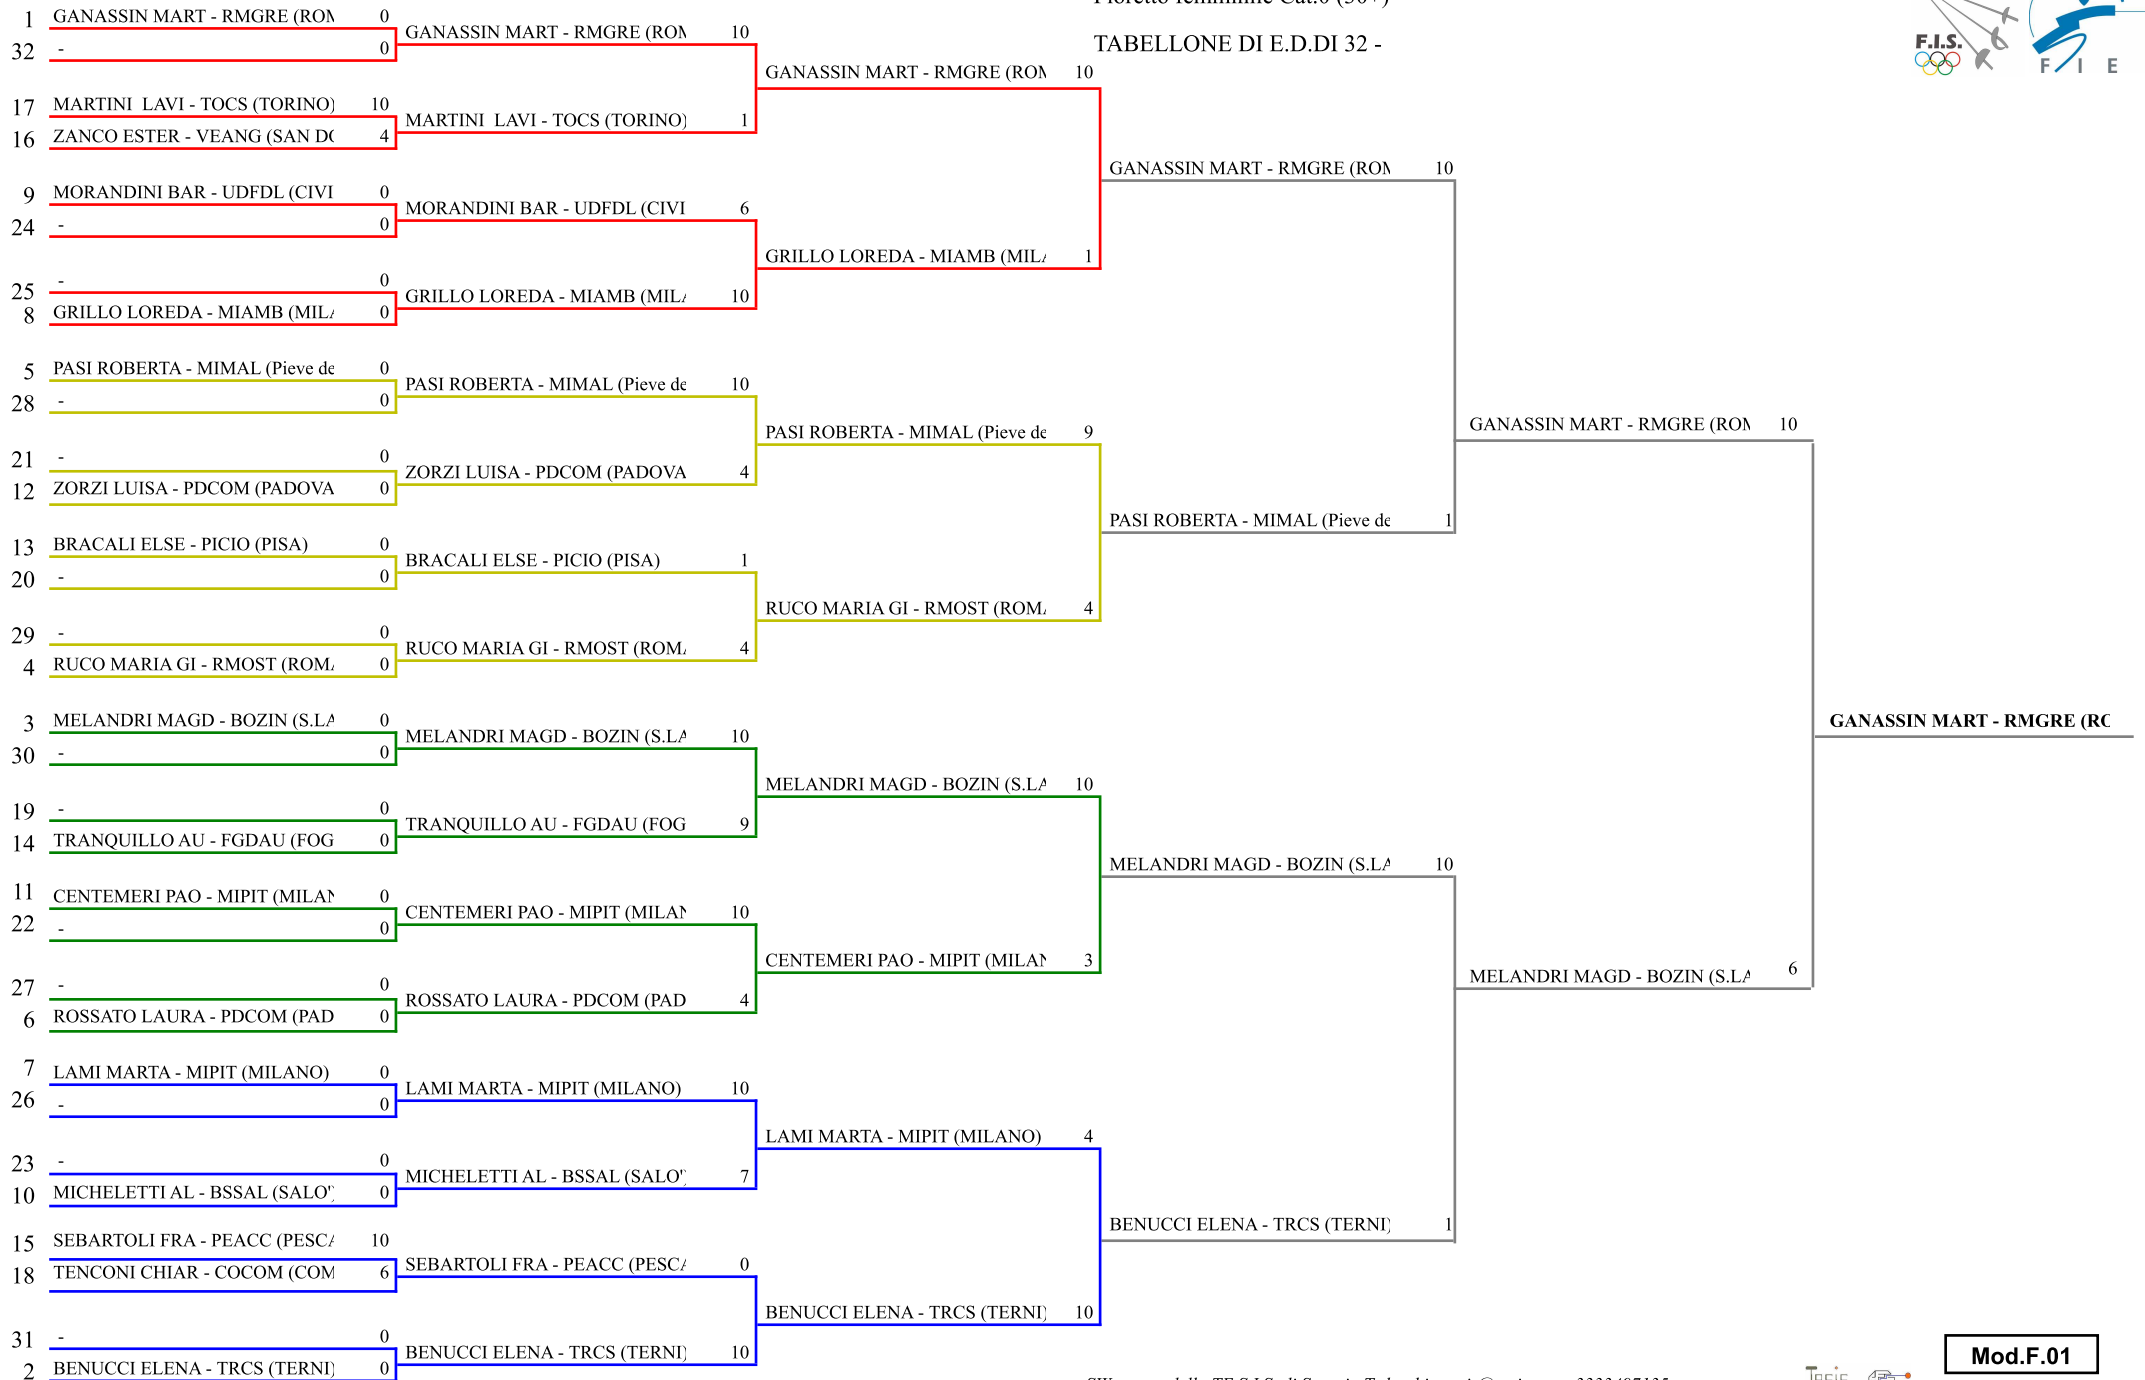 TABELLONE DI E.D.DI 32 -
F.I.S.
F I E
1 GANASSIN MART - RMGRE (ROM 0
32 - 0
17 MARTINI LAVI - TOCS (TORINO) 10
16 ZANCO ESTER - VEANG (SAN DO 4
9 MORANDINI BAR - UDFDL (CIVI 0
24 - 0
25 - 0
8 GRILLO LOREDA - MIAMB (MILA 0
5 PASI ROBERTA - MIMAL (Pieve de 0
28 - 0
21 - 0
12 ZORZI LUISA - PDCOM (PADOVA 0
13 BRACALI ELSE - PICIO (PISA) 0
20 - 0
29 - 0
4 RUCO MARIA GI - RMOST (ROMA 0
3 MELANDRI MAGD - BOZIN (S.LA 0
30 - 0
19 - 0
14 TRANQUILLO AU - FGDAU (FOG 0
11 CENTEMERI PAO - MIPIT (MILAN 0
22 - 0
27 - 0
6 ROSSATO LAURA - PDCOM (PAD 0
7 LAMI MARTA - MIPIT (MILANO) 0
26 - 0
23 - 0
10 MICHELETTI AL - BSSAL (SALO') 0
15 SEBARTOLI FRA - PEACC (PESCA 10
18 TENCONI CHIAR - COCOM (COM 6
31 - 0
2 BENUCCI ELENA - TRCS (TERNI) 0
GANASSIN MART - RMGRE (ROM 10
MARTINI LAVI - TOCS (TORINO) 1
MORANDINI BAR - UDFDL (CIVI 6
GRILLO LOREDA - MIAMB (MILA 10
PASI ROBERTA - MIMAL (Pieve de 10
ZORZI LUISA - PDCOM (PADOVA 4
BRACALI ELSE - PICIO (PISA) 1
RUCO MARIA GI - RMOST (ROMA 4
MELANDRI MAGD - BOZIN (S.LA 10
TRANQUILLO AU - FGDAU (FOG 9
CENTEMERI PAO - MIPIT (MILAN 10
ROSSATO LAURA - PDCOM (PAD 4
LAMI MARTA - MIPIT (MILANO) 10
MICHELETTI AL - BSSAL (SALO') 7
SEBARTOLI FRA - PEACC (PESCA 0
BENUCCI ELENA - TRCS (TERNI) 10
GANASSIN MART - RMGRE (ROM 10
GRILLO LOREDA - MIAMB (MILA 1
PASI ROBERTA - MIMAL (Pieve de 9
RUCO MARIA GI - RMOST (ROMA 4
MELANDRI MAGD - BOZIN (S.LA 10
CENTEMERI PAO - MIPIT (MILAN 3
LAMI MARTA - MIPIT (MILANO) 4
BENUCCI ELENA - TRCS (TERNI) 10
GANASSIN MART - RMGRE (ROM 10
PASI ROBERTA - MIMAL (Pieve de 1
MELANDRI MAGD - BOZIN (S.LA 10
BENUCCI ELENA - TRCS (TERNI) 1
GANASSIN MART - RMGRE (ROM 10
MELANDRI MAGD - BOZIN (S.LA 6
GANASSIN MART - RMGRE (RO
Mod.F.01